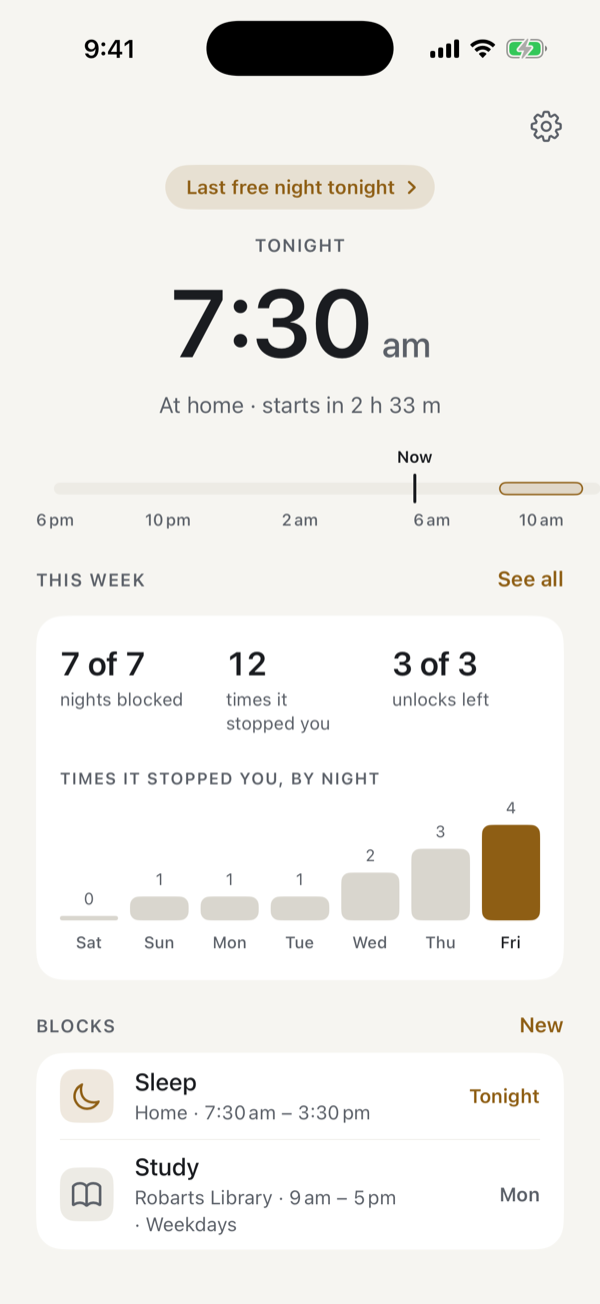 9:41
Last free night tonight
TONIGHT
7:30 am
At home · starts in 2 h 33 m
Now
6 pm 10 pm 2 am 6 am 10 am
THIS WEEK See all
7 of 7 12 3 of 3
nights blocked times it unlocks left
stopped you
TIMES IT STOPPED YOU, BY NIGHT
0 1 1 1 2 3 4
Sat Sun Mon Tue Wed Thu Fri
BLOCKS New
Sleep
Home · 7:30 am – 3:30 pm
Tonight
Study
Robarts Library · 9 am – 5 pm
· Weekdays
Mon